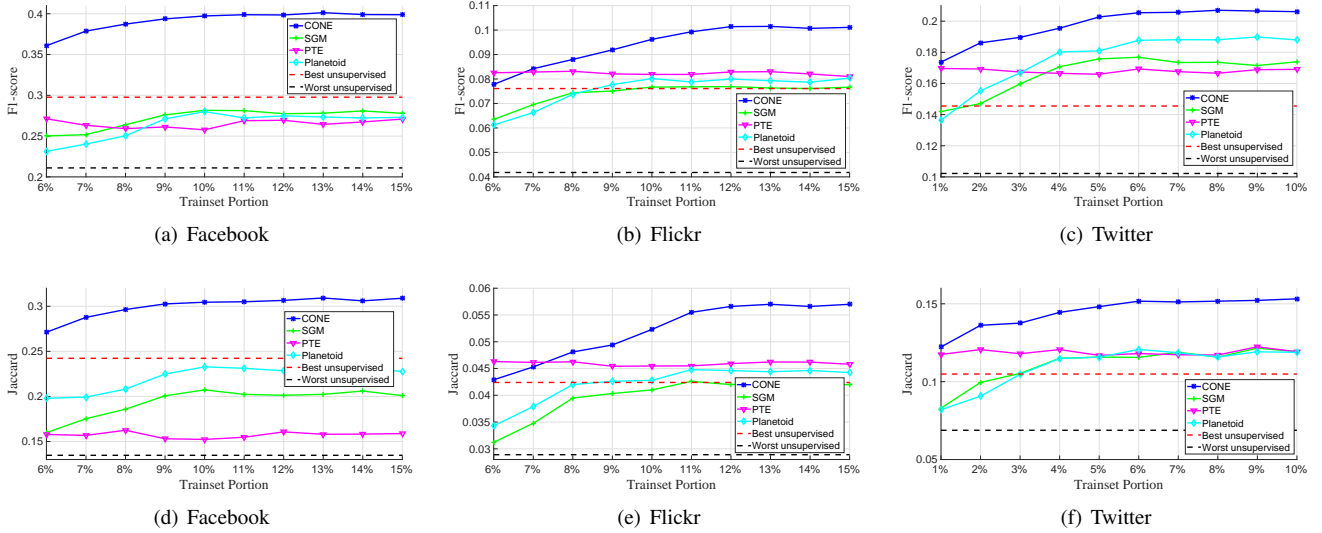 F1-score
0.4
0.35
0.3
0.25
0.2
CONE
SGM
PTE
Planetoid
Best unsupervised
Worst unsupervised
6% 7% 8% 9% 10% 11% 12% 13% 14% 15%
Trainset Portion
(a) Facebook
F1-score
0.11
0.1
0.09
0.08
0.07
0.06
0.05
0.04
CONE
SGM
PTE
Planetoid
Best unsupervised
Worst unsupervised
6% 7% 8% 9% 10% 11% 12% 13% 14% 15%
Trainset Portion
(b) Flickr
F1-score
0.2
0.18
0.16
0.14
0.12
0.1
CONE
SGM
PTE
Planetoid
Best unsupervised
Worst unsupervised
1% 2% 3% 4% 5% 6% 7% 8% 9% 10%
Trainset Portion
(c) Twitter
Jaccard
0.3
0.25
0.2
0.15
CONE
SGM
PTE
Planetoid
Best unsupervised
Worst unsupervised
6% 7% 8% 9% 10% 11% 12% 13% 14% 15%
Trainset Portion
(d) Facebook
Jaccard
0.06
0.055
0.05
0.045
0.04
0.035
0.03
CONE
SGM
PTE
Planetoid
Best unsupervised
Worst unsupervised
6% 7% 8% 9% 10% 11% 12% 13% 14% 15%
Trainset Portion
(e) Flickr
Jaccard
0.15
0.1
0.05
CONE
SGM
PTE
Planetoid
Best unsupervised
Worst unsupervised
1% 2% 3% 4% 5% 6% 7% 8% 9% 10%
Trainset Portion
(f) Twitter